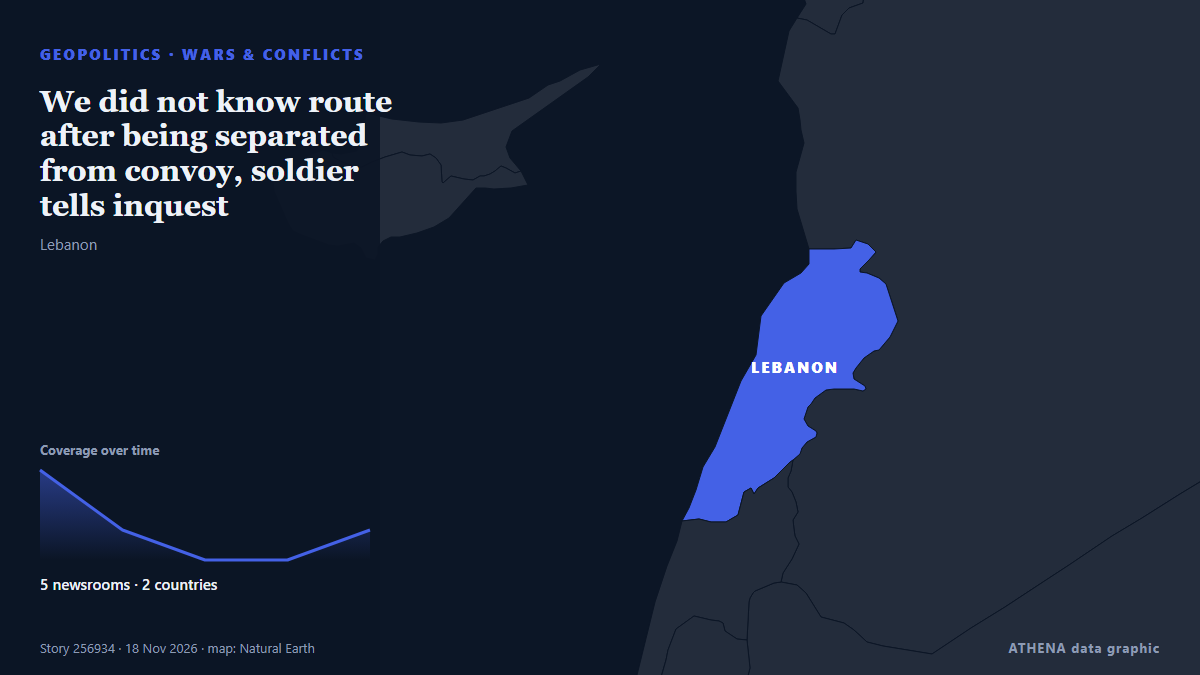 GEOPOLITICS · WARS & CONFLICTS
We did not know route
after being separated
from convoy, soldier
tells inquest
Lebanon
LEBANON
Coverage over time
5 newsrooms · 2 countries
Story 256934 · 18 Nov 2026 · map: Natural Earth
ATHENA data graphic